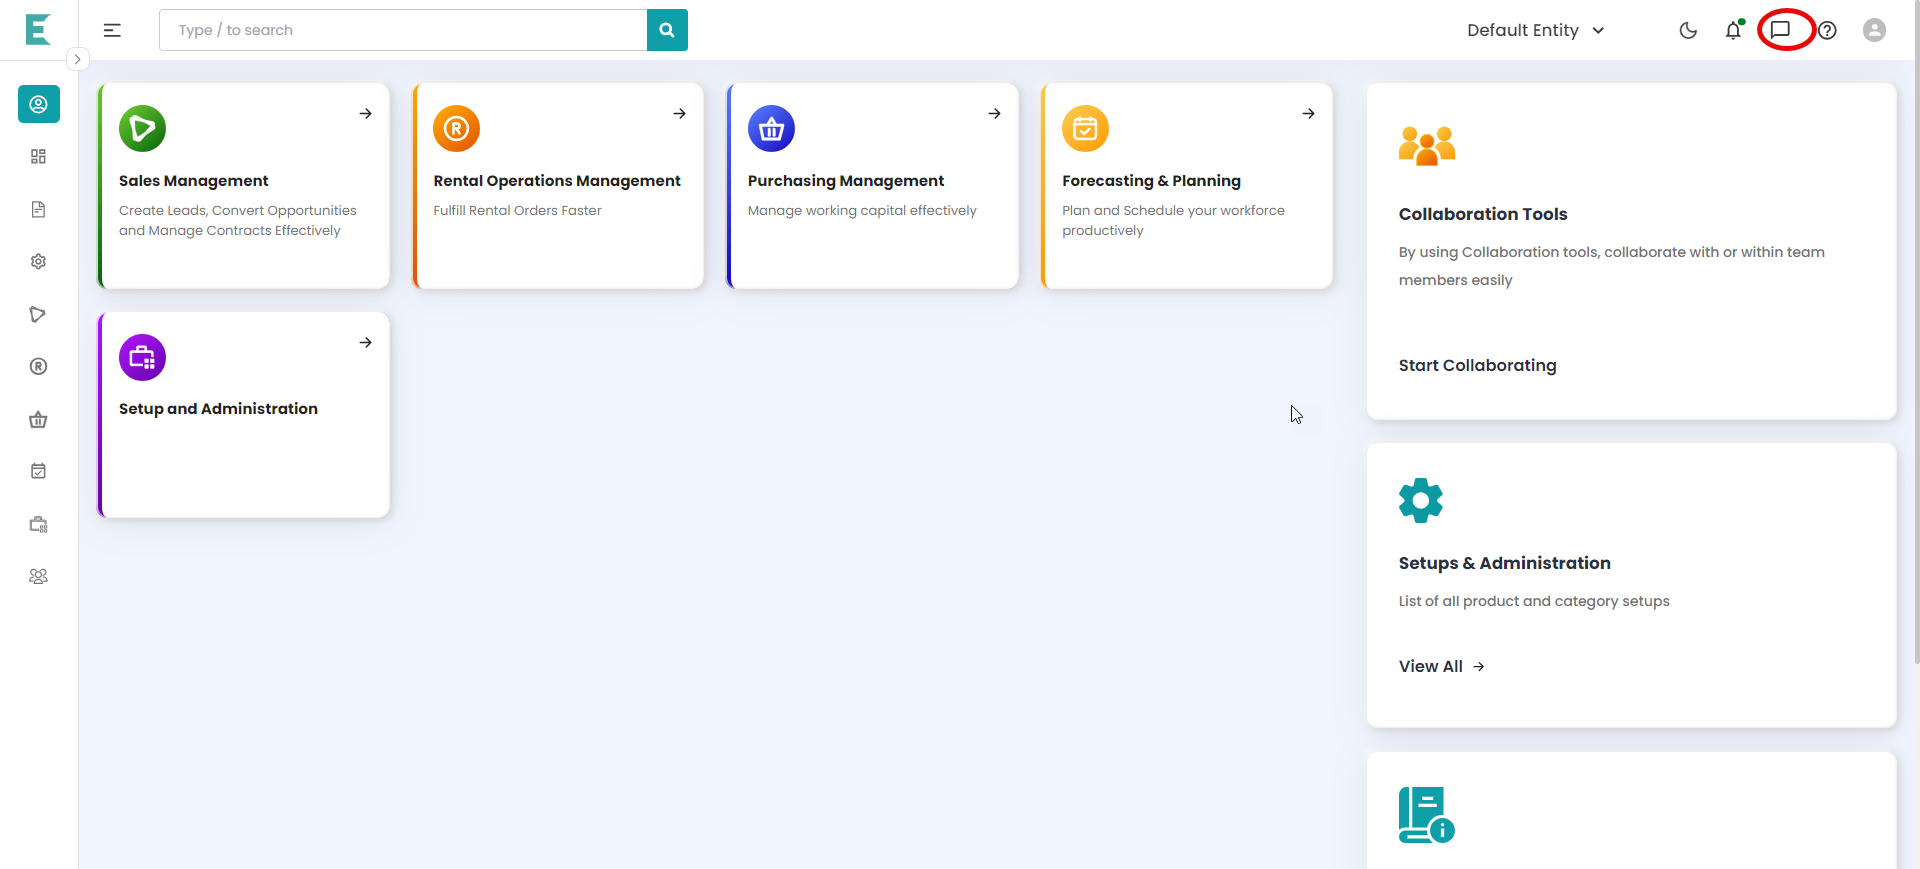 Type / to search
Default Entity
Sales Management
Create Leads, Convert Opportunities
and Manage Contracts Effectively
Rental Operations Management
Fulfill Rental Orders Faster
Purchasing Management
Manage working capital effectively
Forecasting & Planning
Plan and Schedule your workforce
productively
Setup and Administration
Collaboration Tools
By using Collaboration tools, collaborate with or within team
members easily
Start Collaborating
Setups & Administration
List of all product and category setups
View All